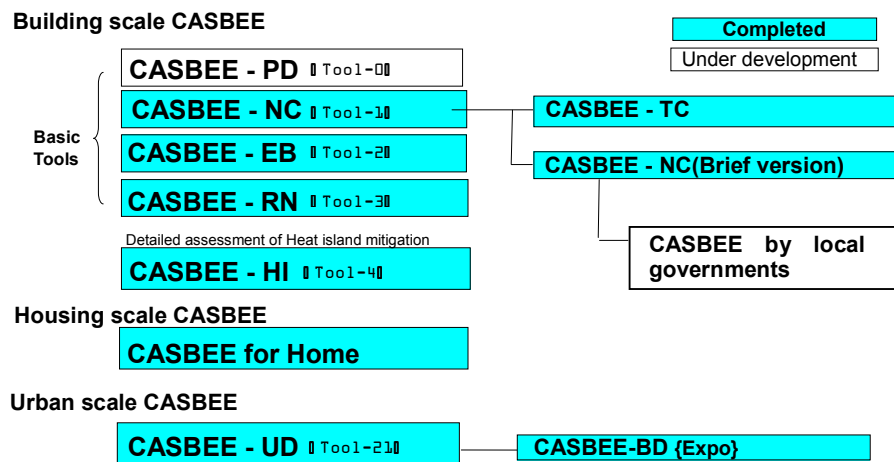 Building scale CASBEE
Completed
Under development
CASBEE - PD Tool-0
CASBEE - NC Tool-1
CASBEE - TC
Basic
Tools
CASBEE - EB Tool-2
CASBEE - NC(Brief version)
CASBEE - RN Tool-3
CASBEE by local
governments
Detailed assessment of Heat island mitigation
CASBEE - HI Tool-4
Housing scale CASBEE
CASBEE for Home
Urban scale CASBEE
CASBEE - UD Tool-21
CASBEE-BD {Expo}